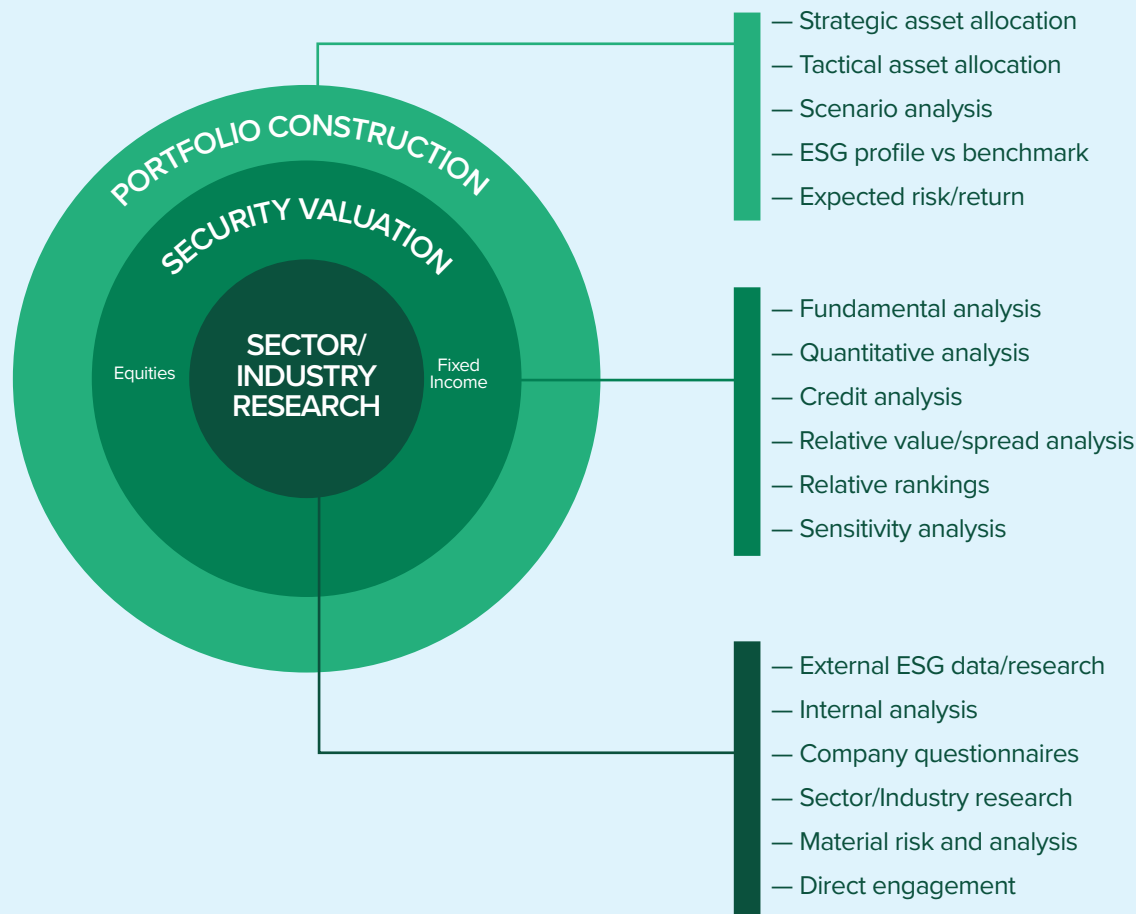 PORTFOLIO CONSTRUCTION
SECURITY VALUATION
Equities
SECTOR/
INDUSTRY
RESEARCH
Fixed
Income
— Strategic asset allocation
— Tactical asset allocation
— Scenario analysis
— ESG profile vs benchmark
— Expected risk/return
— Fundamental analysis
— Quantitative analysis
— Credit analysis
— Relative value/spread analysis
— Relative rankings
— Sensitivity analysis
— External ESG data/research
— Internal analysis
— Company questionnaires
— Sector/Industry research
— Material risk and analysis
— Direct engagement